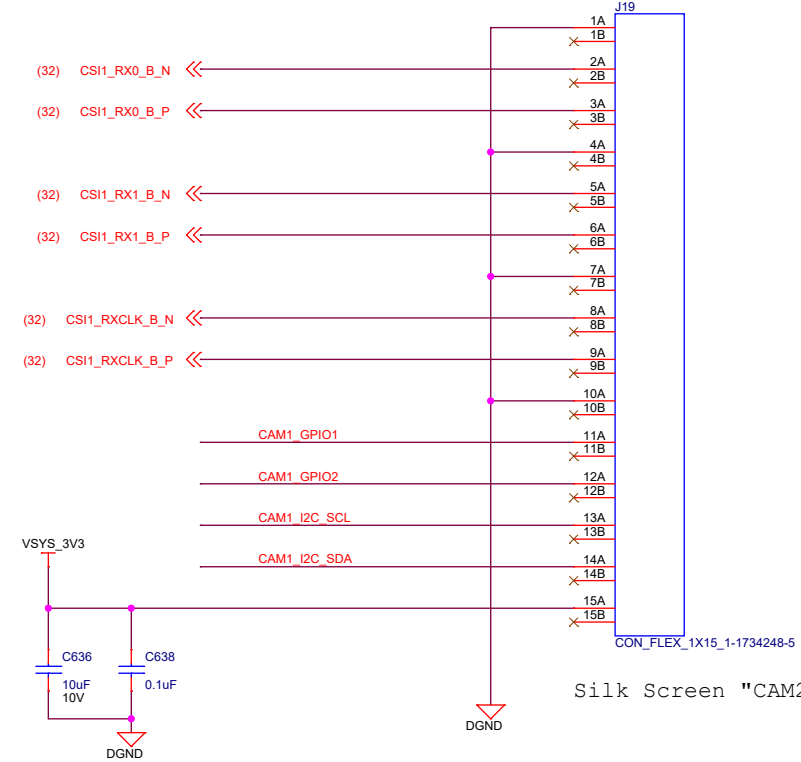 J19
1A
1B
(32) CSI1_RX0_B_N 2A
2B
(32) CSI1_RX0_B_P 3A
3B
4A
4B
(32) CSI1_RX1_B_N 5A
5B
(32) CSI1_RX1_B_P 6A
6B
7A
7B
(32) CSI1_RXCLK_B_N 8A
8B
(32) CSI1_RXCLK_B_P 9A
9B
10A
10B
CAM1_GPIO1 11A
11B
CAM1_GPIO2 12A
12B
CAM1_I2C_SCL 13A
13B
VSYS_3V3
CAM1_I2C_SDA 14A
14B
15A
15B
CON_FLEX_1X15_1-1734248-5
C636 C638
10uF 0.1uF
10V
Silk Screen "CAM2
DGND
DGND